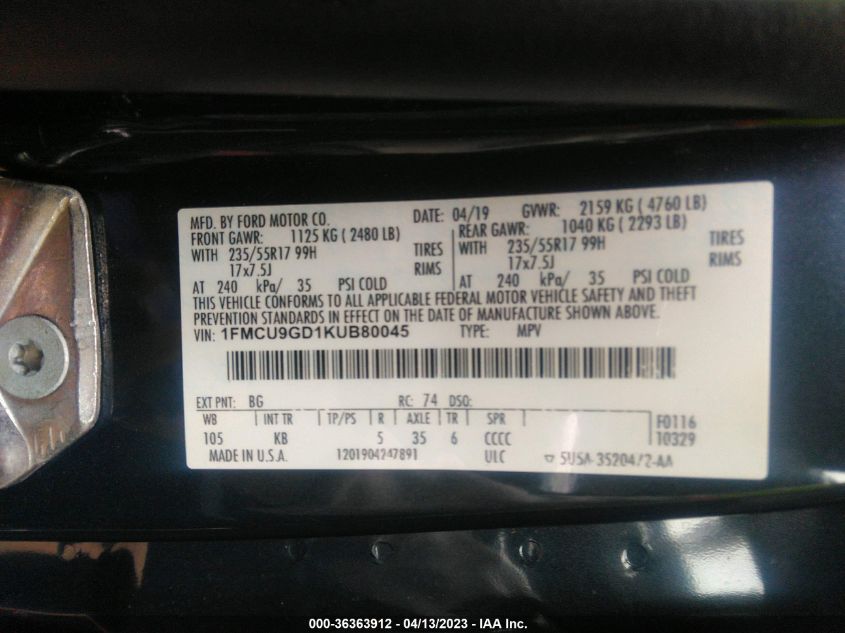 MFD. BY FORD MOTOR CO. DATE: 04/19 GVWR: 2159 KG ( 4760 LB)
FRONT GAWR: 1125 KG ( 2480 LB) REAR GAWR: 1040 KG ( 2293 LB)
WITH 235/55R17 99H TIRES WITH 235/55R17 99H TIRES
17x7.5J RIMS 17x7.5J RIMS
AT 240 kPa/ 35 PSI COLD AT 240 kPa/ 35 PSI COLD
THIS VEHICLE CONFORMS TO ALL APPLICABLE FEDERAL MOTOR VEHICLE SAFETY AND THEFT
PREVENTION STANDARDS IN EFFECT ON THE DATE OF MANUFACTURE SHOWN ABOVE.
VIN: 1FMCU9GD1KUB80045 TYPE: MPV
EXT PNT: BG RC: 74 DSO:
WB INT TR TP/PS R AXLE TR SPR F0116
105 KB 5 35 6 CCCC 10329
MADE IN U.S.A. 1201904247891 ULC 5U5A-3520472-AA
000-36363912 - 04/13/2023 - IAA Inc.